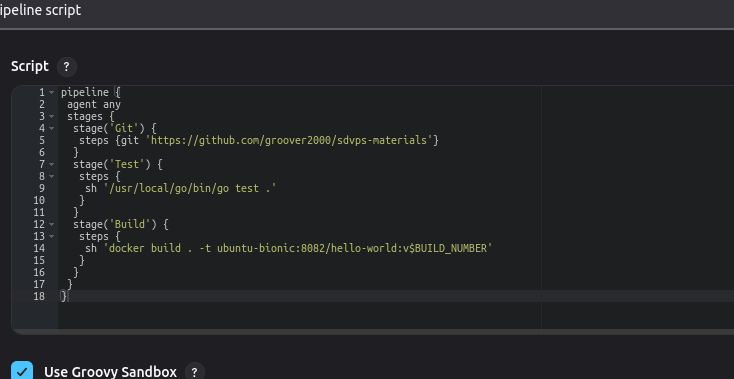 ipeline script
Script ?
1 pipeline {
2 agent any
3 stages {
4 stage('Git') {
5 steps {git 'https://github.com/groover2000/sdvps-materials'}
6 }
7 stage('Test') {
8 steps {
9 sh '/usr/local/go/bin/go test .'
10 }
11 }
12 stage('Build') {
13 steps {
14 sh 'docker build . -t ubuntu-bionic:8082/hello-world:v$BUILD_NUMBER'
15 }
16 }
17 }
18 }
Use Groovy Sandbox ?